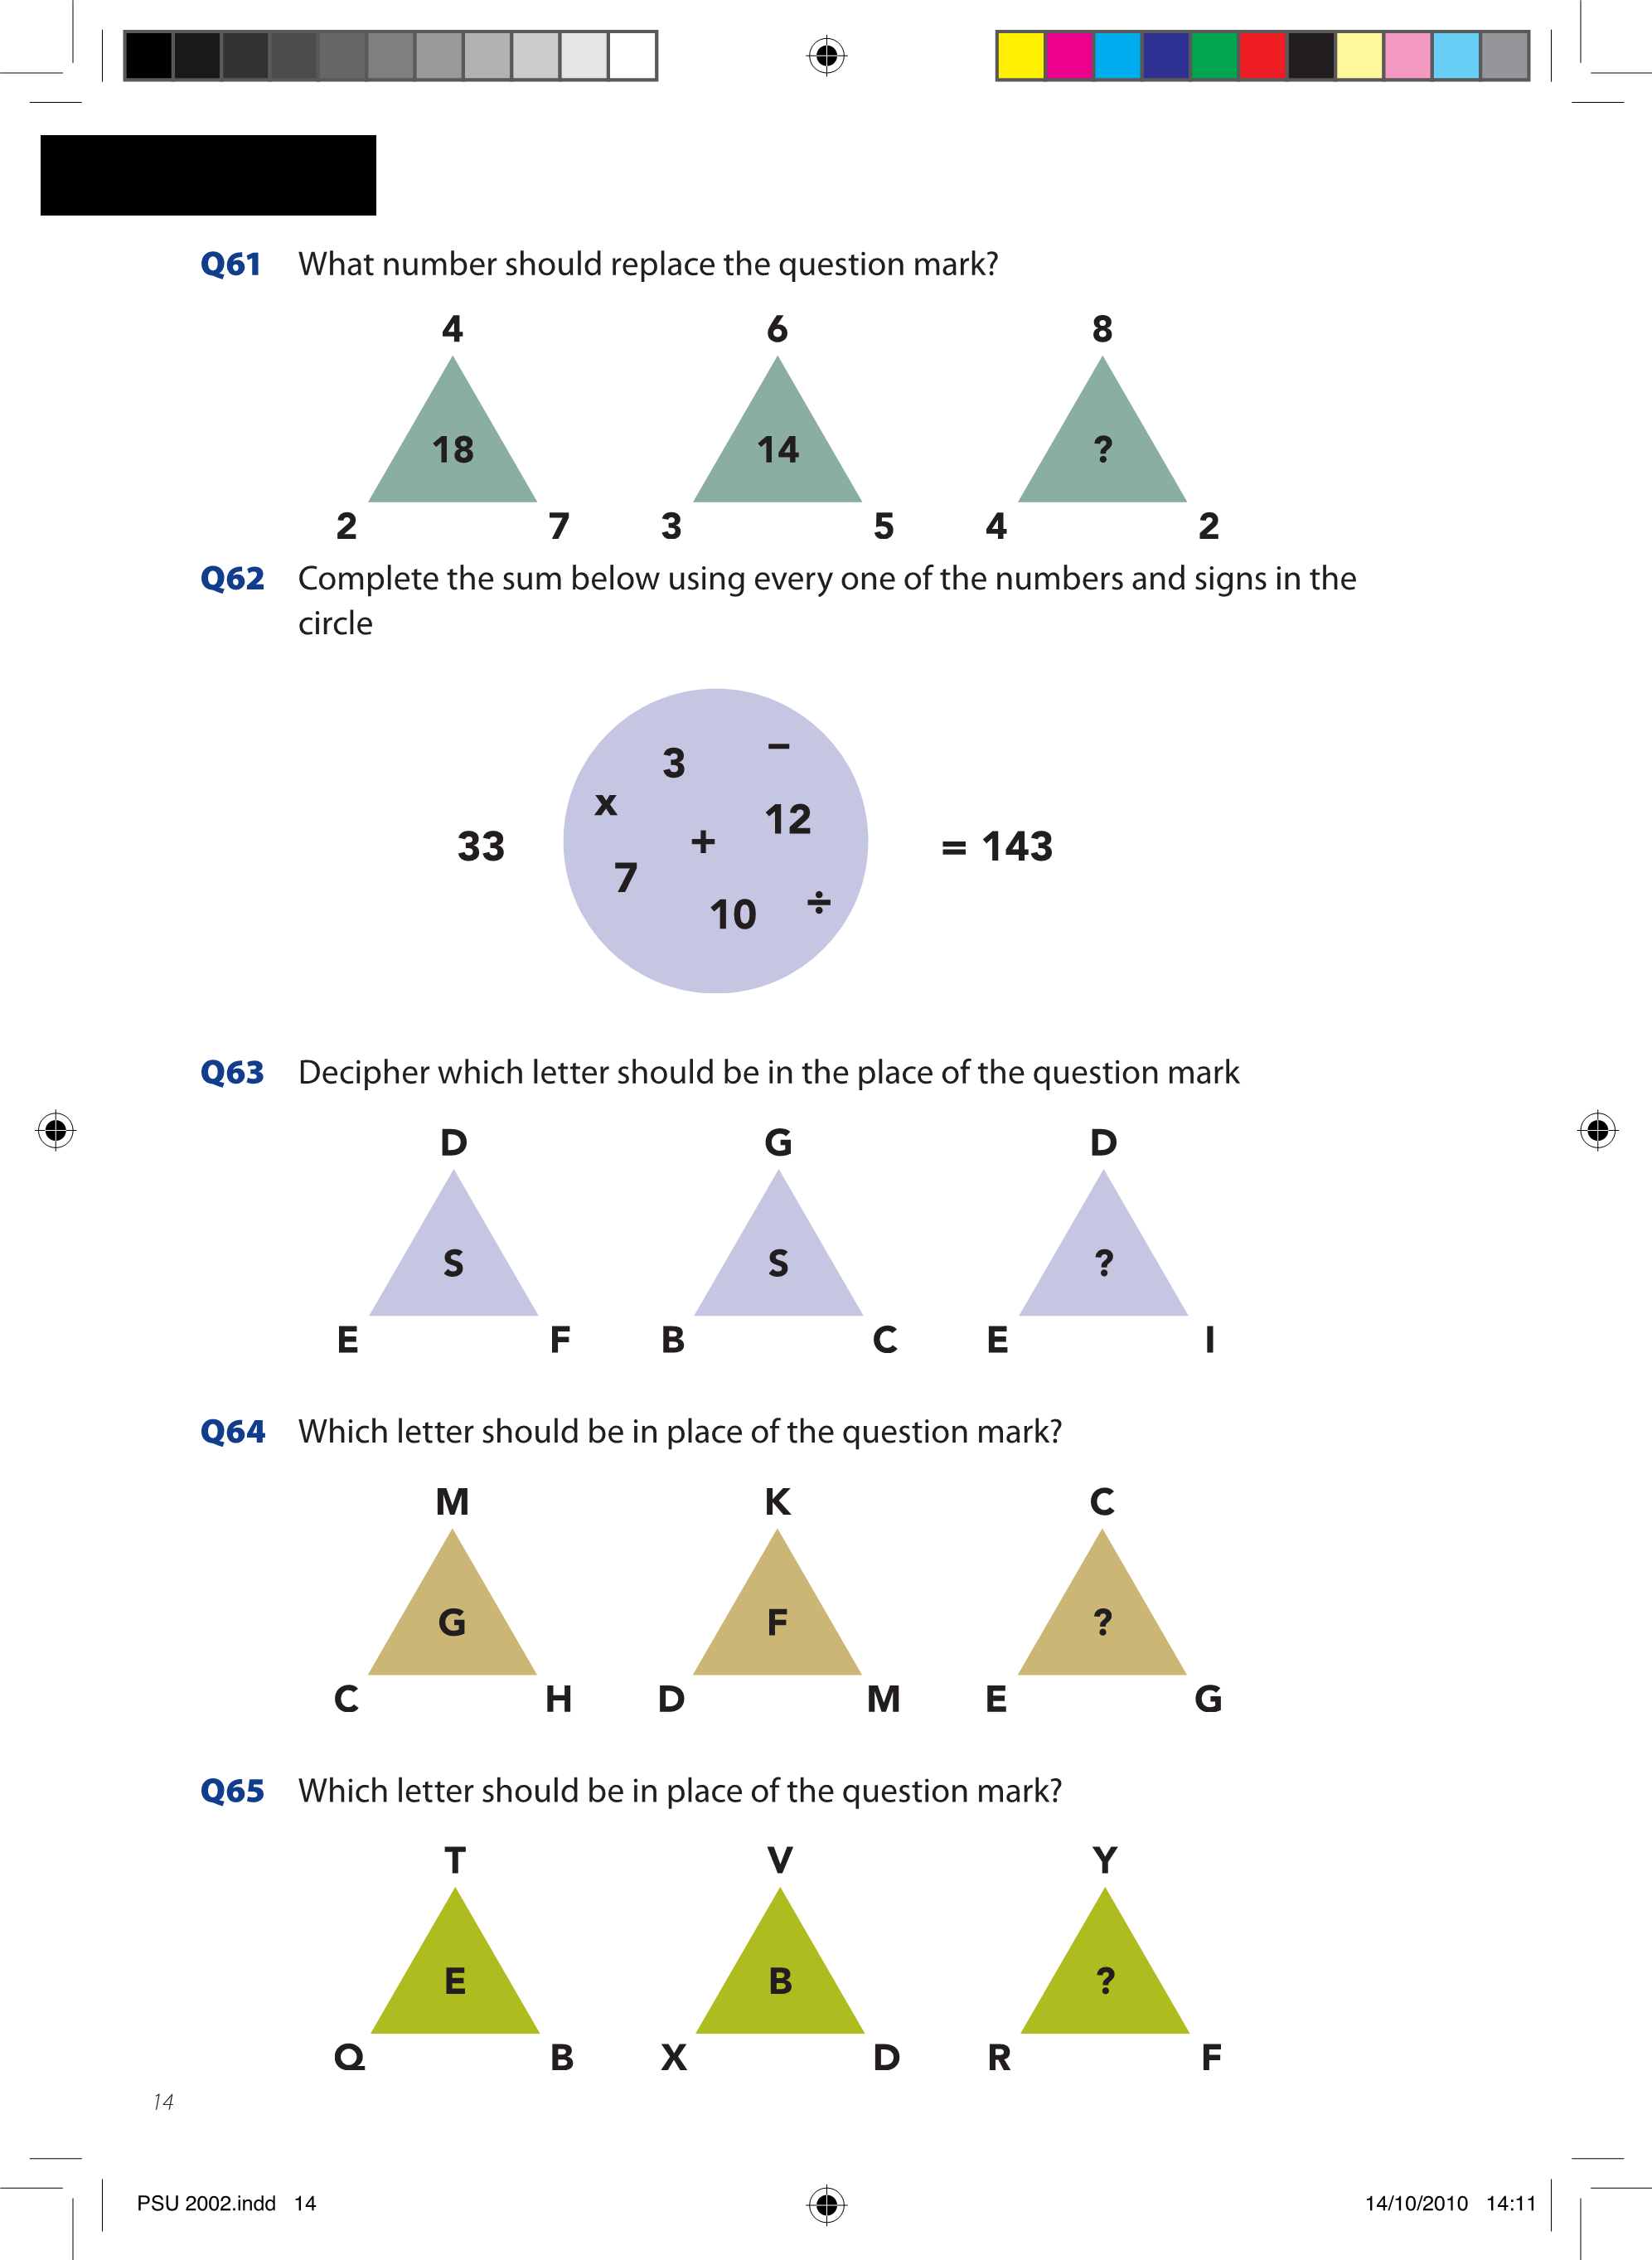 Q61 What number should replace the question mark?
4 6 8
18 14 ?
2 7 3 5 4 2
Q62 Complete the sum below using every one of the numbers and signs in the
circle
3 –
x 12
33 + = 143
7
10 ÷
Q63 Decipher which letter should be in the place of the question mark
D G D
S S ?
E F B C E I
Q64 Which letter should be in place of the question mark?
M K C
G F ?
C H D M E G
Q65 Which letter should be in place of the question mark?
T V Y
E B ?
Q B X D R F
14
PSU 2002.indd 14 14/10/2010 14:11